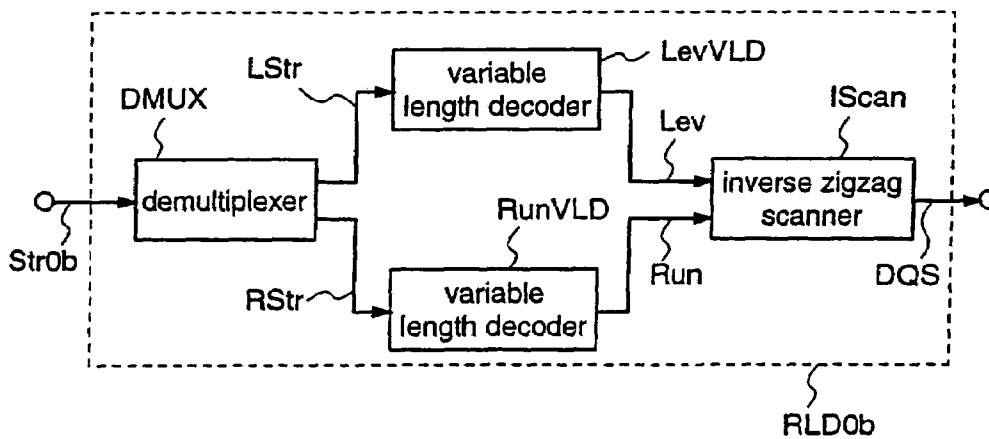 LStr
variable
length decoder
LevVLD
DMUX
Lev
IScan
demultiplexer
inverse zigzag
scanner
Str0b
RunVLD
RStr
variable
length decoder
Run
DQS
RLD0b